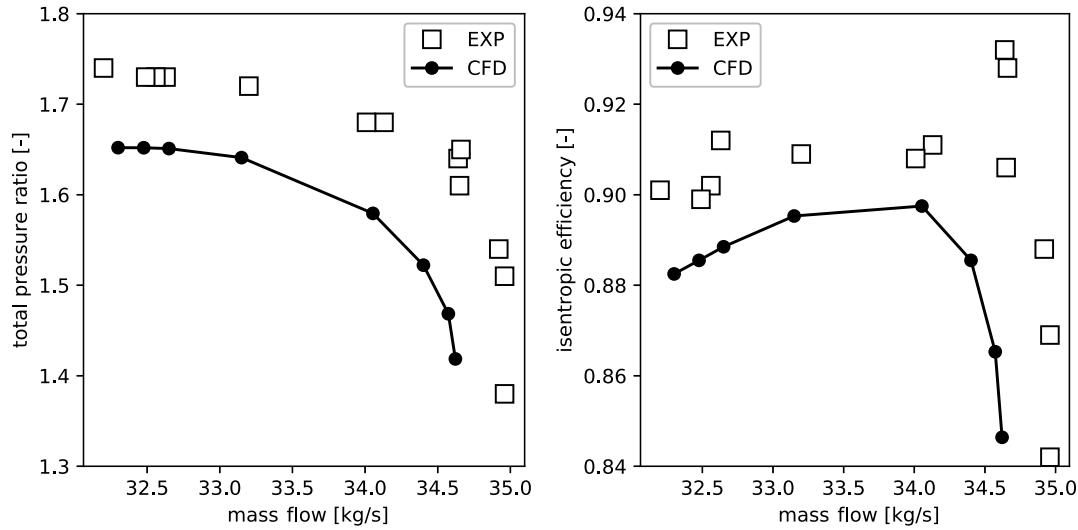 total pressure ratio [-]
1.8
1.7
1.6
1.5
1.4
1.3
EXP
CFD
32.5 33.0 33.5 34.0 34.5 35.0
mass flow [kg/s]
isentropic efficiency [-]
0.94
0.92
0.90
0.88
0.86
0.84
EXP
CFD
32.5 33.0 33.5 34.0 34.5 35.0
mass flow [kg/s]